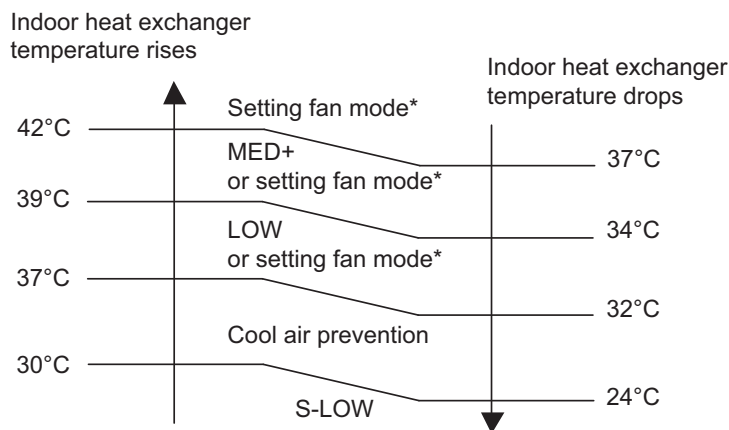 Indoor heat exchanger
temperature rises
Indoor heat exchanger
temperature drops
Setting fan mode*
42°C
37°C
MED+
or setting fan mode*
39°C
34°C
LOW
or setting fan mode*
37°C
32°C
Cool air prevention
30°C
24°C
S-LOW